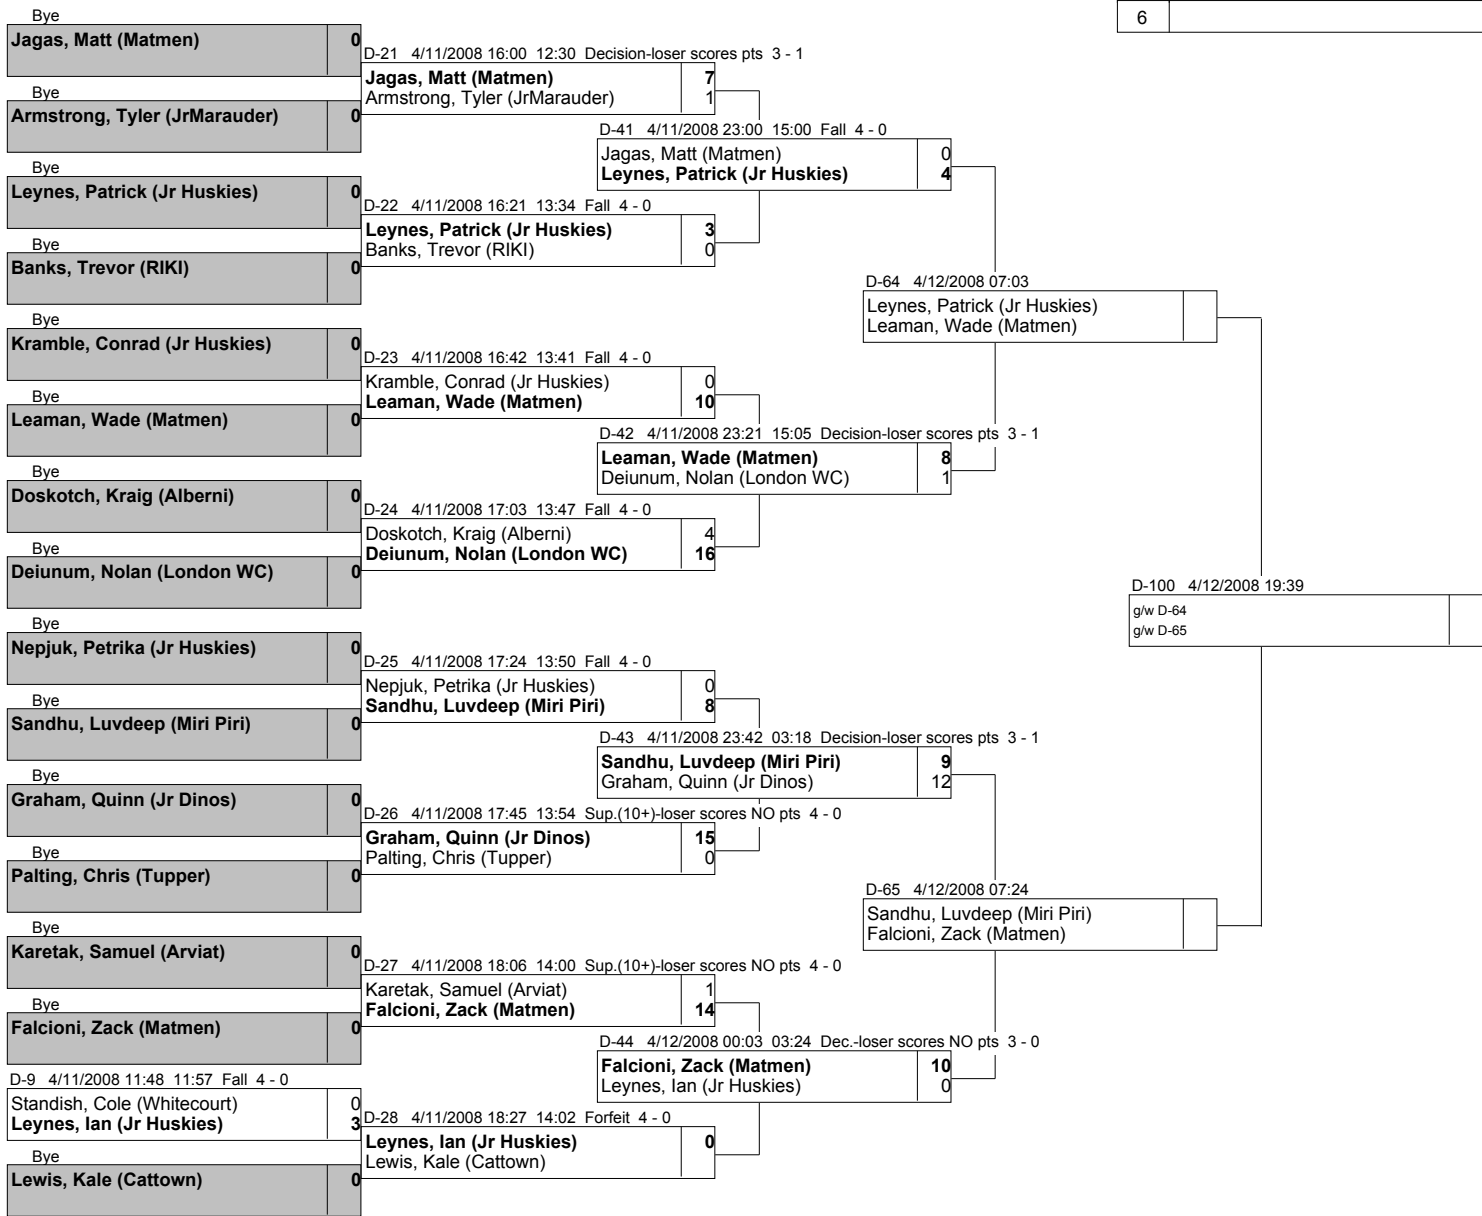 6
Bye
Jagas, Matt (Matmen) 0
Bye
Armstrong, Tyler (JrMarauder) 0
Bye
Leynes, Patrick (Jr Huskies) 0
Bye
Banks, Trevor (RIKI) 0
Bye
Kramble, Conrad (Jr Huskies) 0
Bye
Leaman, Wade (Matmen) 0
Bye
Doskotch, Kraig (Alberni) 0
Bye
Deiunum, Nolan (London WC) 0
Bye
Nepjuk, Petrika (Jr Huskies) 0
Bye
Sandhu, Luvdeep (Miri Piri) 0
Bye
Graham, Quinn (Jr Dinos) 0
Bye
Palting, Chris (Tupper) 0
Bye
Karetak, Samuel (Arviat) 0
Bye
Falcioni, Zack (Matmen) 0
D-9 4/11/2008 11:48 11:57 Fall 4 - 0
Standish, Cole (Whitecourt) 0
Leynes, Ian (Jr Huskies) 3
Bye
Lewis, Kale (Cattown) 0
D-21 4/11/2008 16:00 12:30 Decision-loser scores pts 3 - 1
Jagas, Matt (Matmen) 7
Armstrong, Tyler (JrMarauder) 1
D-22 4/11/2008 16:21 13:34 Fall 4 - 0
Leynes, Patrick (Jr Huskies) 3
Banks, Trevor (RIKI) 0
D-23 4/11/2008 16:42 13:41 Fall 4 - 0
Kramble, Conrad (Jr Huskies) 0
Leaman, Wade (Matmen) 10
D-24 4/11/2008 17:03 13:47 Fall 4 - 0
Doskotch, Kraig (Alberni) 4
Deiunum, Nolan (London WC) 16
D-25 4/11/2008 17:24 13:50 Fall 4 - 0
Nepjuk, Petrika (Jr Huskies) 0
Sandhu, Luvdeep (Miri Piri) 8
D-26 4/11/2008 17:45 13:54 Sup.(10+)-loser scores NO pts 4 - 0
Graham, Quinn (Jr Dinos) 15
Palting, Chris (Tupper) 0
D-27 4/11/2008 18:06 14:00 Sup.(10+)-loser scores NO pts 4 - 0
Karetak, Samuel (Arviat) 1
Falcioni, Zack (Matmen) 14
D-28 4/11/2008 18:27 14:02 Forfeit 4 - 0
Leynes, Ian (Jr Huskies) 0
Lewis, Kale (Cattown)
D-41 4/11/2008 23:00 15:00 Fall 4 - 0
Jagas, Matt (Matmen) 0
Leynes, Patrick (Jr Huskies) 4
D-42 4/11/2008 23:21 15:05 Decision-loser scores pts 3 - 1
Leaman, Wade (Matmen) 8
Deiunum, Nolan (London WC) 1
D-43 4/11/2008 23:42 03:18 Decision-loser scores pts 3 - 1
Sandhu, Luvdeep (Miri Piri) 9
Graham, Quinn (Jr Dinos) 12
D-44 4/12/2008 00:03 03:24 Dec.-loser scores NO pts 3 - 0
Falcioni, Zack (Matmen) 10
Leynes, Ian (Jr Huskies) 0
D-64 4/12/2008 07:03
Leynes, Patrick (Jr Huskies)
Leaman, Wade (Matmen)
D-65 4/12/2008 07:24
Sandhu, Luvdeep (Miri Piri)
Falcioni, Zack (Matmen)
D-100 4/12/2008 19:39
g/w D-64
g/w D-65